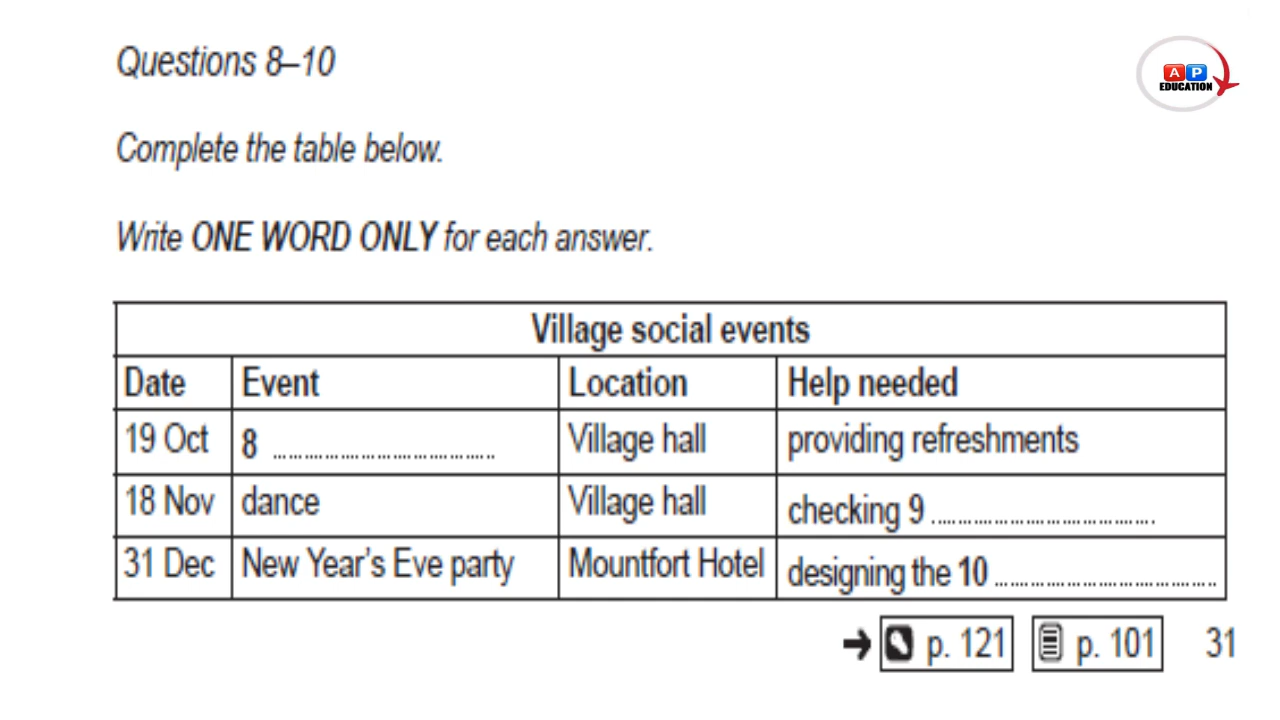 Questions 8–10
A P
EDUCATION
Complete the table below.
Write ONE WORD ONLY for each answer.
Village social events
Date Event Location Help needed
19 Oct 8 ........................................ Village hall providing refreshments
18 Nov dance Village hall checking 9 ........................................
31 Dec New Year's Eve party Mountfort Hotel designing the 10 ........................................
➔ p. 121 p. 101 31